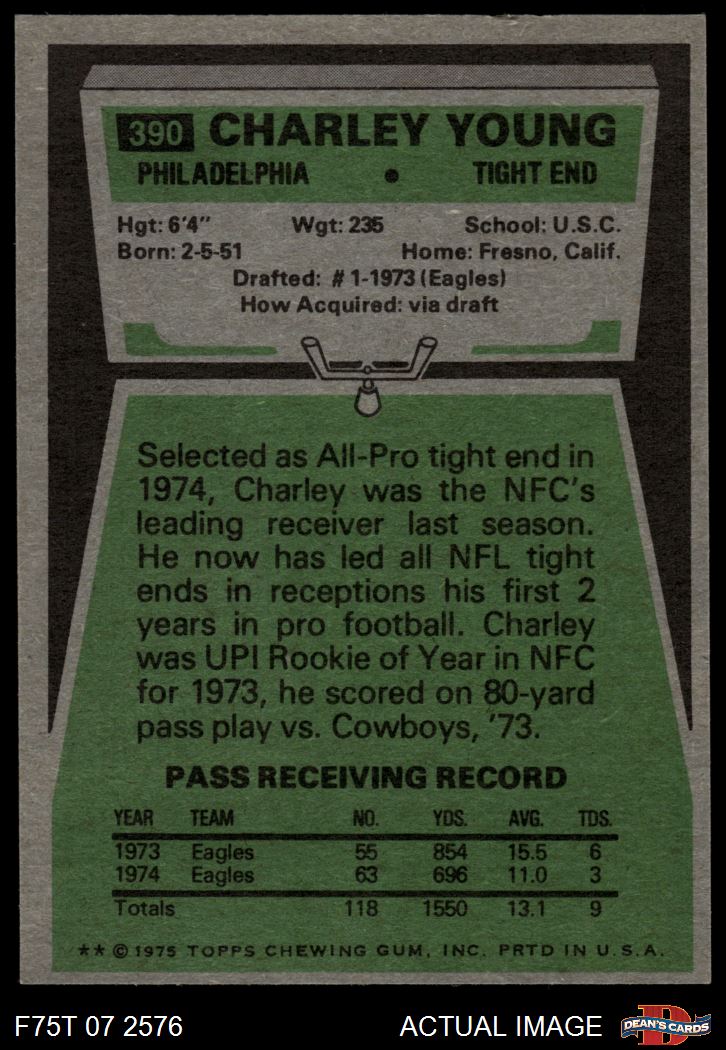 390 CHARLEY YOUNG
PHILADELPHIA • TIGHT END
Hgt: 6'4" Wgt: 235 School: U.S.C.
Born: 2-5-51 Home: Fresno, Calif.
Drafted: #1-1973 (Eagles)
How Acquired: via draft
Selected as All-Pro tight end in
1974, Charley was the NFC's
leading receiver last season.
He now has led all NFL tight
ends in receptions his first 2
years in pro football. Charley
was UPI Rookie of Year in NFC
for 1973, he scored on 80-yard
pass play vs. Cowboys, '73.
PASS RECEIVING RECORD
YEAR TEAM NO. YDS. AVG. TDS.
1973 Eagles 55 854 15.5 6
1974 Eagles 63 696 11.0 3
Totals 118 1550 13.1 9
** © 1975 TOPPS CHEWING GUM, INC. PRTD IN U.S.A.
F75T 07 2576 ACTUAL IMAGE
D
DEAN'S CARDS